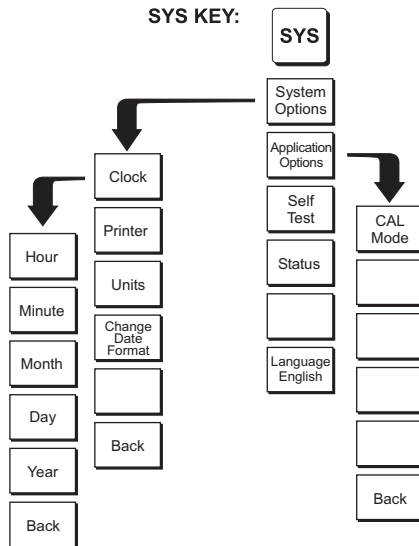 SYS KEY:
SYS
System
Options
Application
Options
Self
Test
Status
Language
English
Clock
Printer
Units
Change
Date
Format
Back
Hour
Minute
Month
Day
Year
Back
CAL
Mode
Back